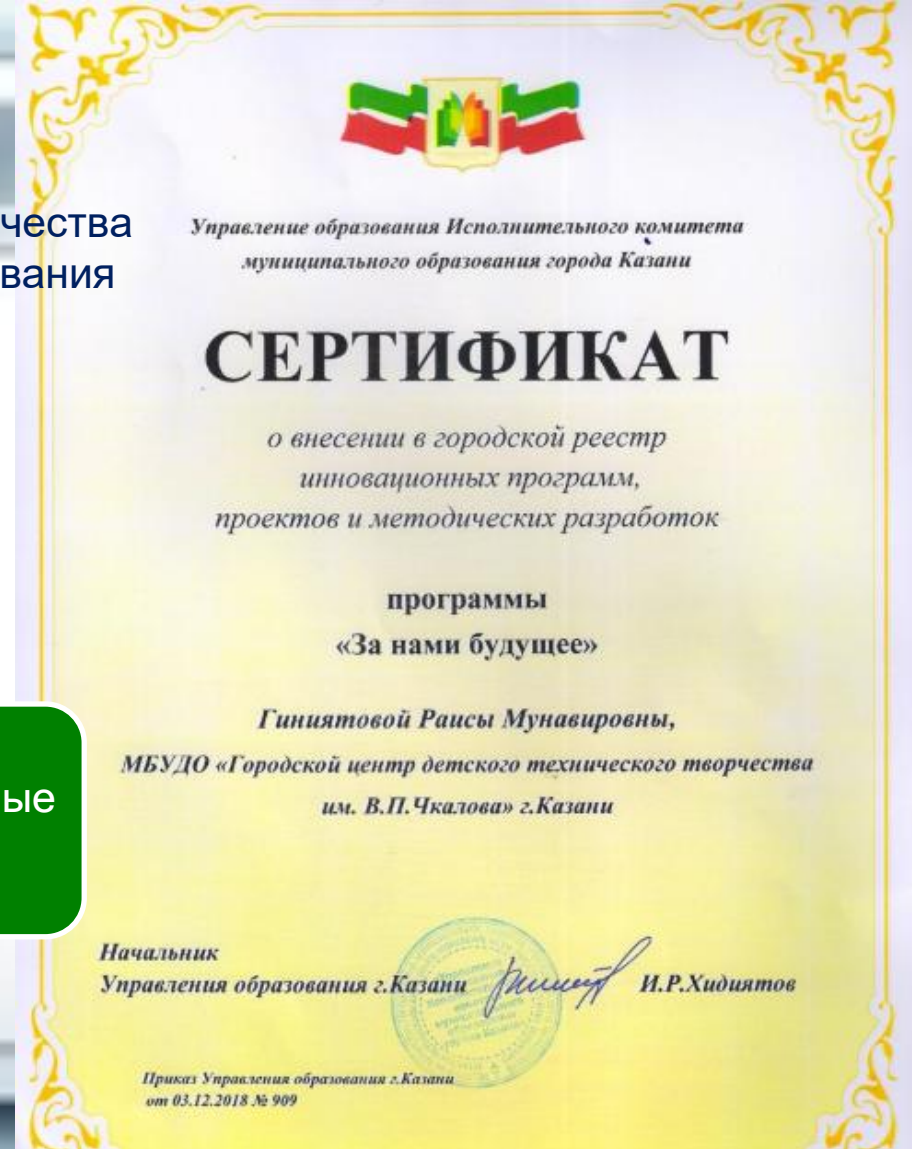 чества
вания
ые
Управление образования Исполнительного комитета
муниципального образования города Казани
СЕРТИФИКАТ
о внесении в городской реестр
инновационных программ,
проектов и методических разработок
программы
«За нами будущее»
Гиниятовой Раисы Мунавировны,
МБУДО «Городской центр детского технического творчества
им. В.П.Чкалова» г.Казани
Начальник
Управления образования г.Казани И.Р.Хидиятов
Приказ Управления образования г.Казани
от 03.12.2018 № 909